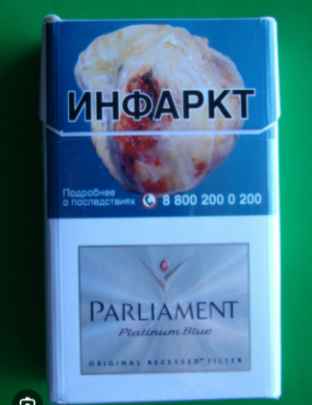 ИНФАРКТ
Подробнее
о последствиях 8 800 200 0 200
PARLIAMENT
Platinum Blue
ORIGINAL RECESSED FILTER